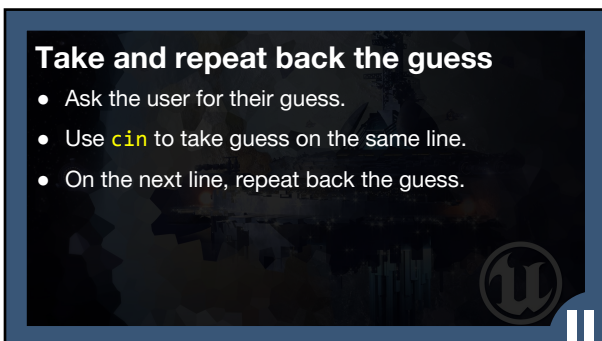 Take and repeat back the guess
● Ask the user for their guess.
● Use cin to take guess on the same line.
● On the next line, repeat back the guess.